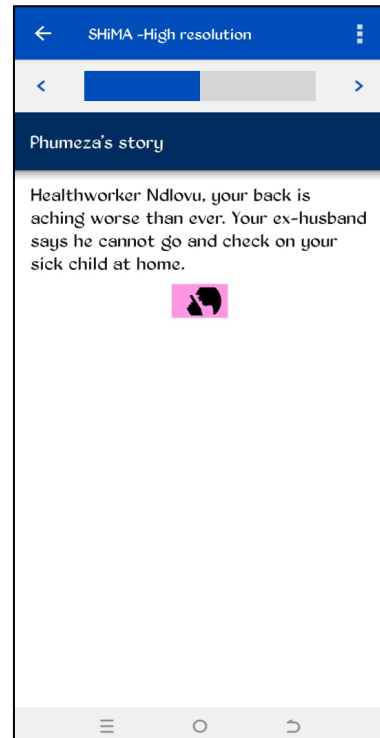 SHiMA -High resolution
Phumeza's story
Healthworker Ndlovu, your back is
aching worse than ever. Your ex-husband
says he cannot go and check on your
sick child at home.